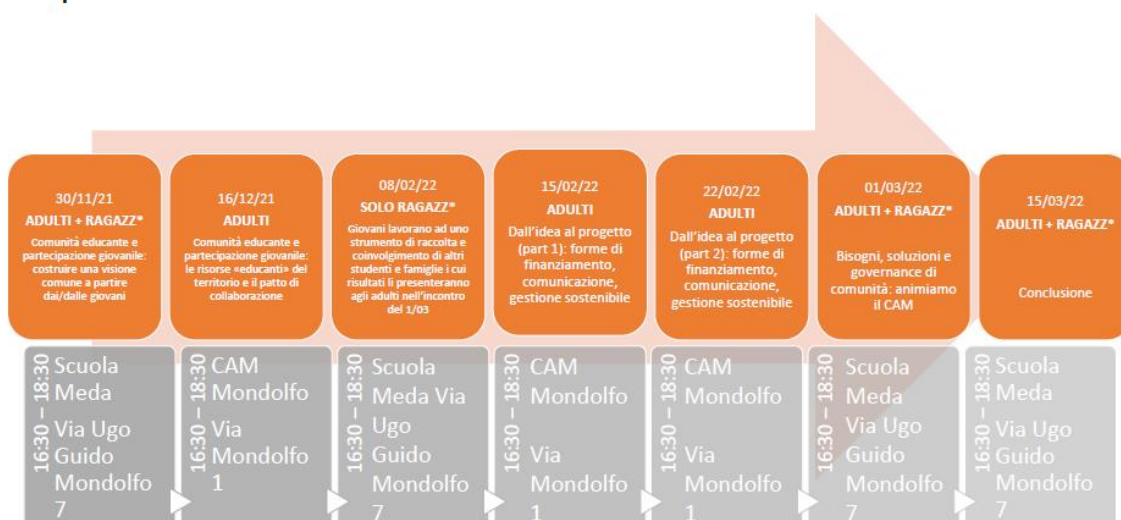 30/11/21
ADULTI + RAGAZZ*
Comunità educante e
partecipazione giovanile:
costruire una visione
comune a partire
dai/dalle giovani
16:30 – 18:30
Scuola
Meda
Via Ugo
Guido
Mondolfo
7
16/12/21
ADULTI
Comunità educante e
partecipazione giovanile:
le risorse «educanti» del
territorio e il patto di
collaborazione
16:30 – 18:30
CAM
Mondolfo
Via
Mondolfo
1
08/02/22
SOLO RAGAZZ*
Giovani lavorano ad uno
strumento di raccolta e
coinvolgimento di altri
studenti e famiglie i cui
risultati li presenteranno
agli adulti nell'incontro
del 1/03
16:30 – 18:30
Scuola
Meda Via
Ugo
Guido
Mondolfo
7
15/02/22
ADULTI
Dall'idea al progetto
(part 1): forme di
finanziamento,
comunicazione,
gestione sostenibile
16:30 – 18:30
CAM
Mondolfo
Via
Mondolfo
1
22/02/22
ADULTI
Dall'idea al progetto
(part 2): forme di
finanziamento,
comunicazione,
gestione sostenibile
16:30 – 18:30
CAM
Mondolfo
Via
Mondolfo
1
01/03/22
ADULTI + RAGAZZ*
Bisogni, soluzioni e
governance di
comunità: animiamo
il CAM
16:30 – 18:30
Scuola
Meda
Via Ugo
Guido
Mondolfo
7
15/03/22
ADULTI + RAGAZZ*
Conclusione
16:30 – 18:30
Scuola
Meda
Via Ugo
Guido
Mondolfo
7